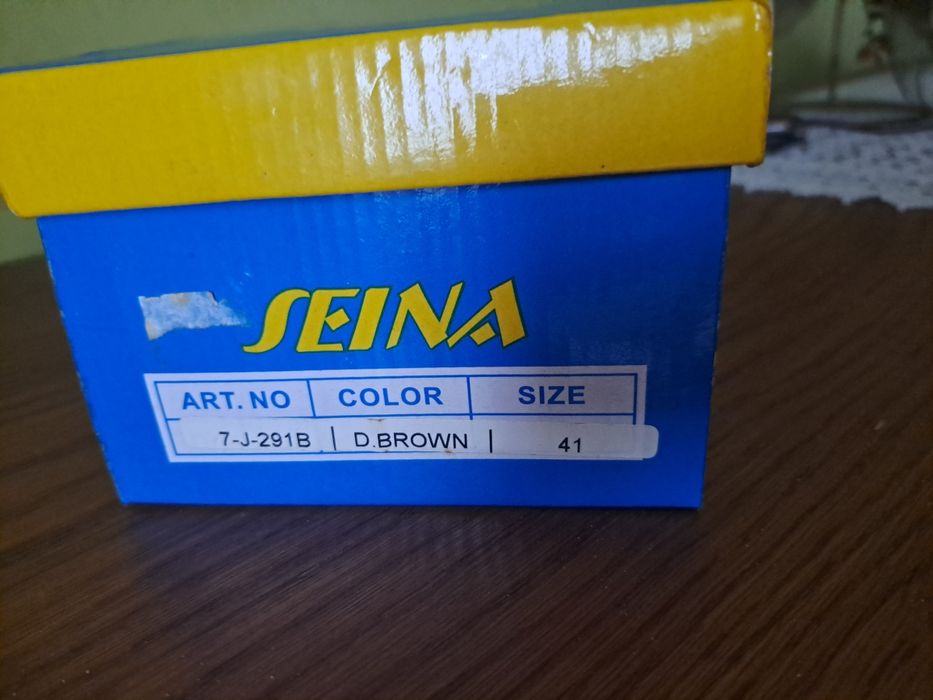 SEINA
ART. NO COLOR SIZE
7-J-291B | D.BROWN | 41